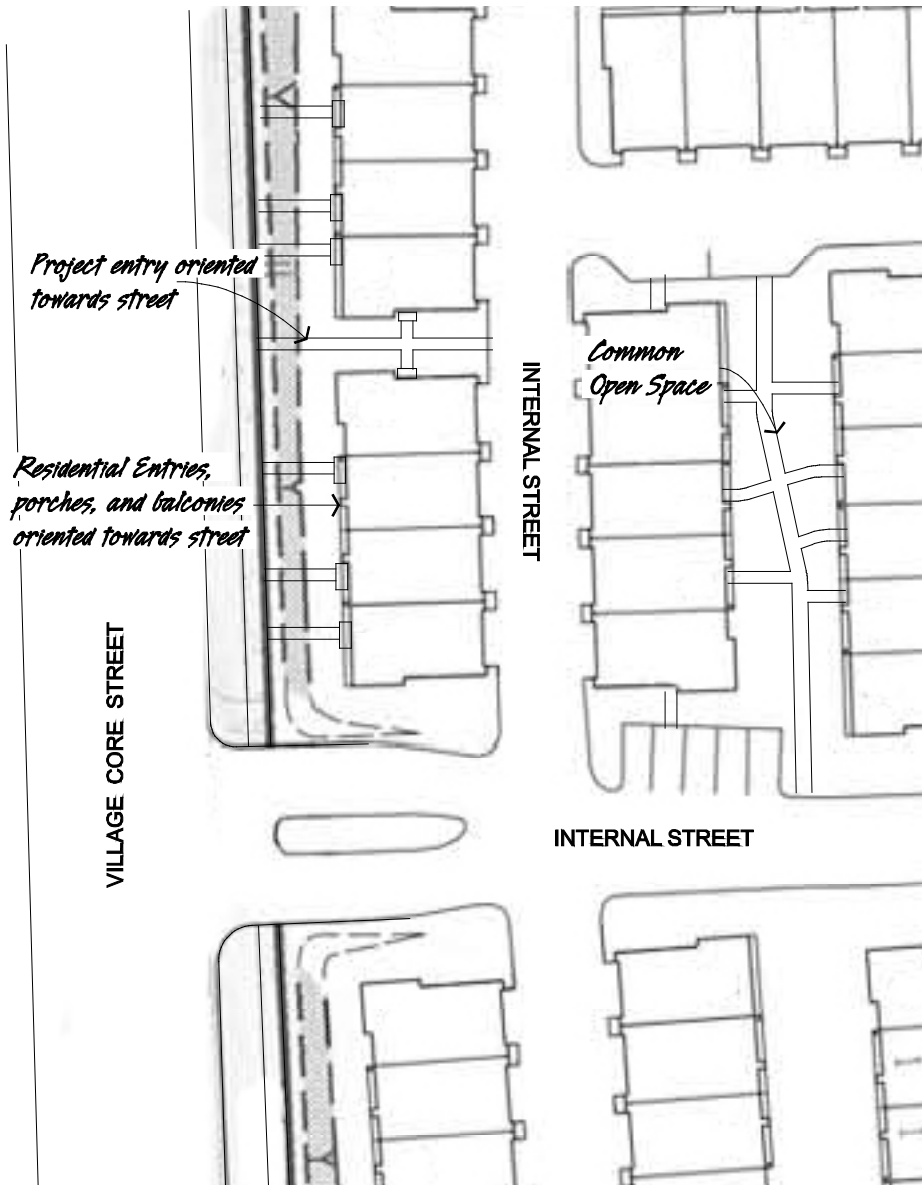 Project entry oriented
towards street
Common
Open Space
INTERNAL STREET
Residential Entries,
porches, and balconies
oriented towards street
VILLAGE CORE STREET
INTERNAL STREET